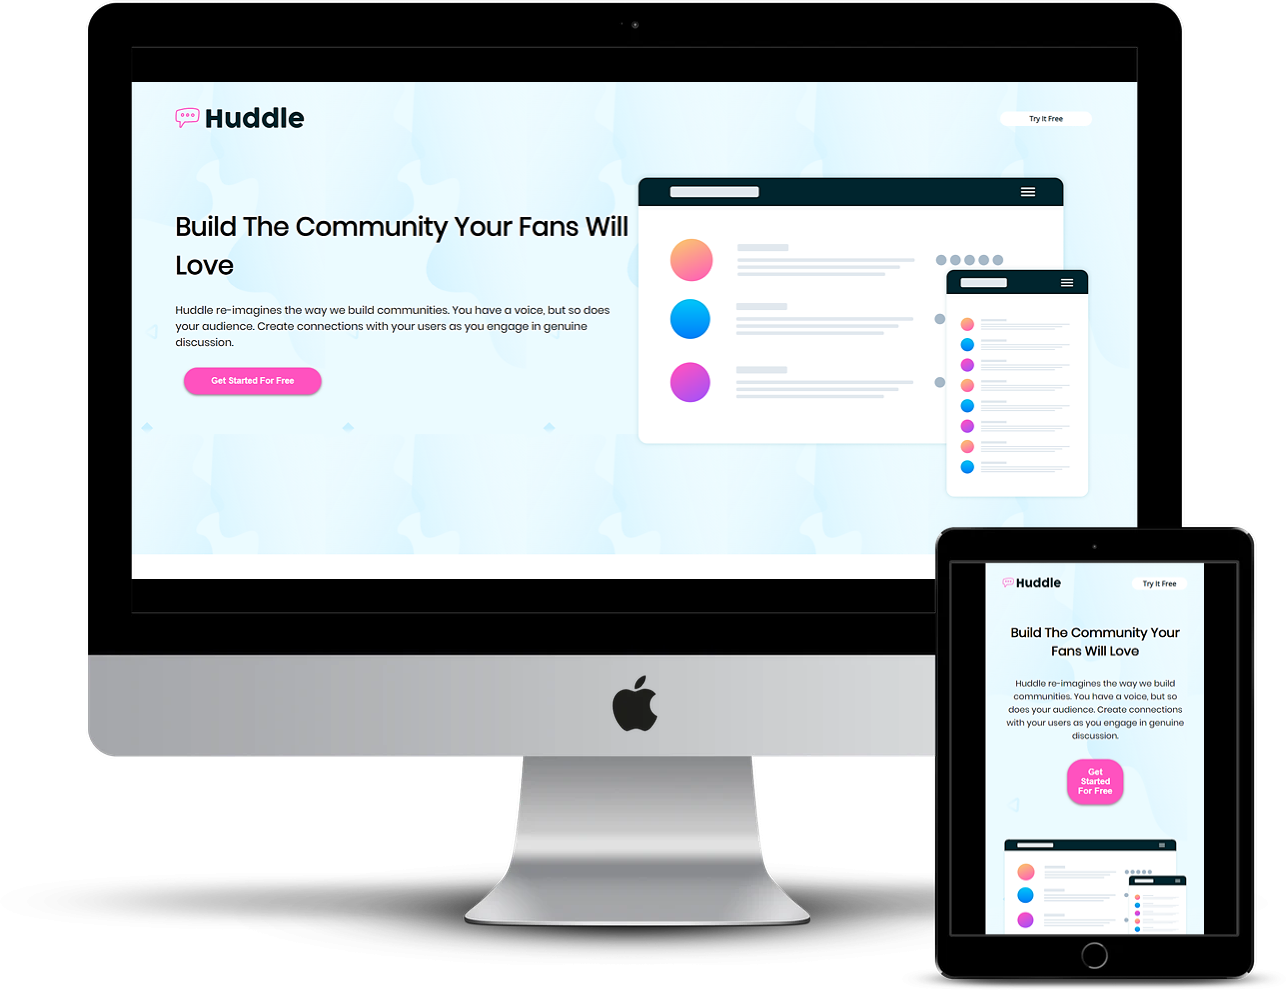 Huddle
Try It Free
Build The Community Your Fans Will
Love
Huddle re-imagines the way we build communities. You have a voice, but so does
your audience. Create connections with your users as you engage in genuine
discussion.
Get Started For Free
Huddle
Try It Free
Build The Community Your
Fans Will Love
Huddle re-imagines the way we build
communities. You have a voice, but so
does your audience. Create connections
with your users as you engage in genuine
discussion.
Get
Started
For Free